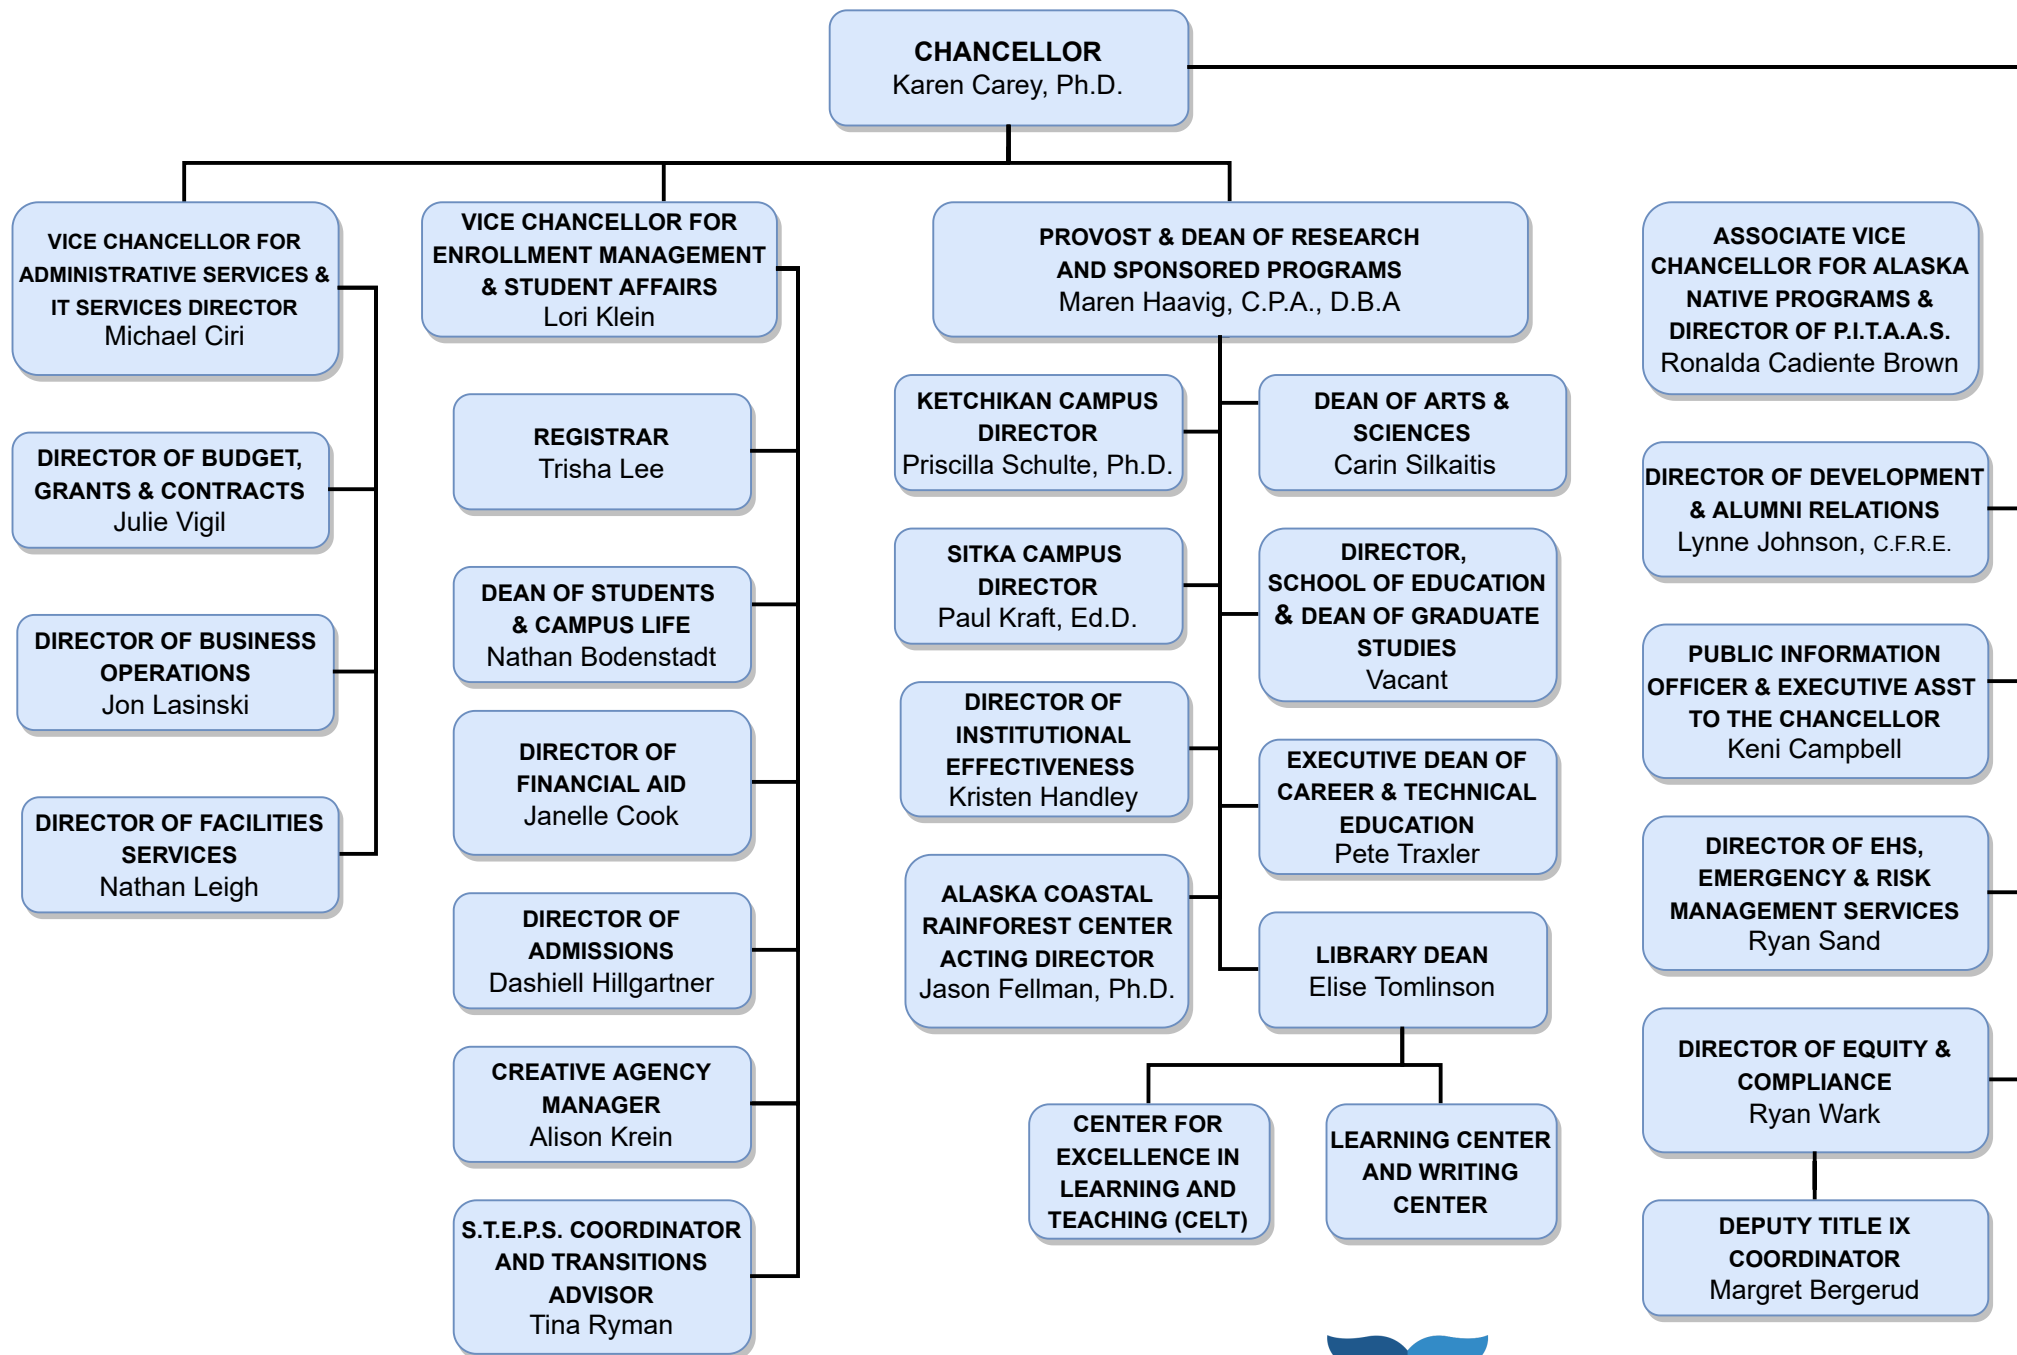 CHANCELLOR
Karen Carey, Ph.D.
VICE CHANCELLOR FOR
ADMINISTRATIVE SERVICES &
IT SERVICES DIRECTOR
Michael Ciri
DIRECTOR OF BUDGET,
GRANTS & CONTRACTS
Julie Vigil
DIRECTOR OF BUSINESS
OPERATIONS
Jon Lasinski
DIRECTOR OF FACILITIES
SERVICES
Nathan Leigh
VICE CHANCELLOR FOR
ENROLLMENT MANAGEMENT
& STUDENT AFFAIRS
Lori Klein
REGISTRAR
Trisha Lee
DEAN OF STUDENTS
& CAMPUS LIFE
Nathan Bodenstadt
DIRECTOR OF
FINANCIAL AID
Janelle Cook
DIRECTOR OF
ADMISSIONS
Dashiell Hillgartner
CREATIVE AGENCY
MANAGER
Alison Krein
S.T.E.P.S. COORDINATOR
AND TRANSITIONS
ADVISOR
Tina Ryman
PROVOST & DEAN OF RESEARCH
AND SPONSORED PROGRAMS
Maren Haavig, C.P.A., D.B.A
KETCHIKAN CAMPUS
DIRECTOR
Priscilla Schulte, Ph.D.
SITKA CAMPUS
DIRECTOR
Paul Kraft, Ed.D.
DIRECTOR OF
INSTITUTIONAL
EFFECTIVENESS
Kristen Handley
ALASKA COASTAL
RAINFOREST CENTER
ACTING DIRECTOR
Jason Fellman, Ph.D.
DEAN OF ARTS &
SCIENCES
Carin Silkaitis
DIRECTOR,
SCHOOL OF EDUCATION
& DEAN OF GRADUATE
STUDIES
Vacant
EXECUTIVE DEAN OF
CAREER & TECHNICAL
EDUCATION
Pete Traxler
LIBRARY DEAN
Elise Tomlinson
CENTER FOR
EXCELLENCE IN
LEARNING AND
TEACHING (CELT)
LEARNING CENTER
AND WRITING
CENTER
ASSOCIATE VICE
CHANCELLOR FOR ALASKA
NATIVE PROGRAMS &
DIRECTOR OF P.I.T.A.A.S.
Ronalda Cadiente Brown
DIRECTOR OF DEVELOPMENT
& ALUMNI RELATIONS
Lynne Johnson, C.F.R.E.
PUBLIC INFORMATION
OFFICER & EXECUTIVE ASST
TO THE CHANCELLOR
Keni Campbell
DIRECTOR OF EHS,
EMERGENCY & RISK
MANAGEMENT SERVICES
Ryan Sand
DIRECTOR OF EQUITY &
COMPLIANCE
Ryan Wark
DEPUTY TITLE IX
COORDINATOR
Margret Bergerud